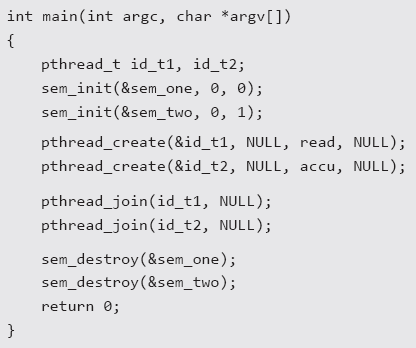 int main(int argc, char *argv[])
{
    pthread_t id_t1, id_t2;
    sem_init(&sem_one, 0, 0);
    sem_init(&sem_two, 0, 1);
    pthread_create(&id_t1, NULL, read, NULL);
    pthread_create(&id_t2, NULL, accu, NULL);
    pthread_join(id_t1, NULL);
    pthread_join(id_t2, NULL);
    sem_destroy(&sem_one);
    sem_destroy(&sem_two);
    return 0;
}